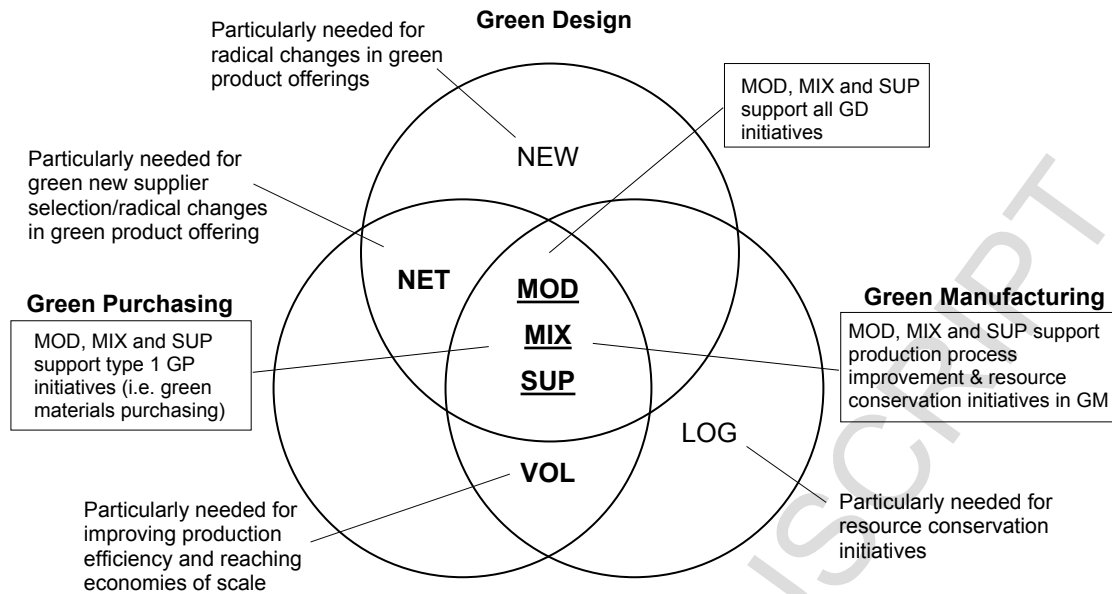 Green Design
Particularly needed for
radical changes in green
product offerings
MOD, MIX and SUP
support all GD
initiatives
NEW
Particularly needed for
green new supplier
selection/radical changes
in green product offering
NET
MOD
MIX
SUP
Green Purchasing
MOD, MIX and SUP
support type 1 GP
initiatives (i.e. green
materials purchasing)
Green Manufacturing
MOD, MIX and SUP support
production process
improvement & resource
conservation initiatives in GM
LOG
VOL
Particularly needed for
improving production
efficiency and reaching
economies of scale
Particularly needed for
resource conservation
initiatives
ISCRIPT